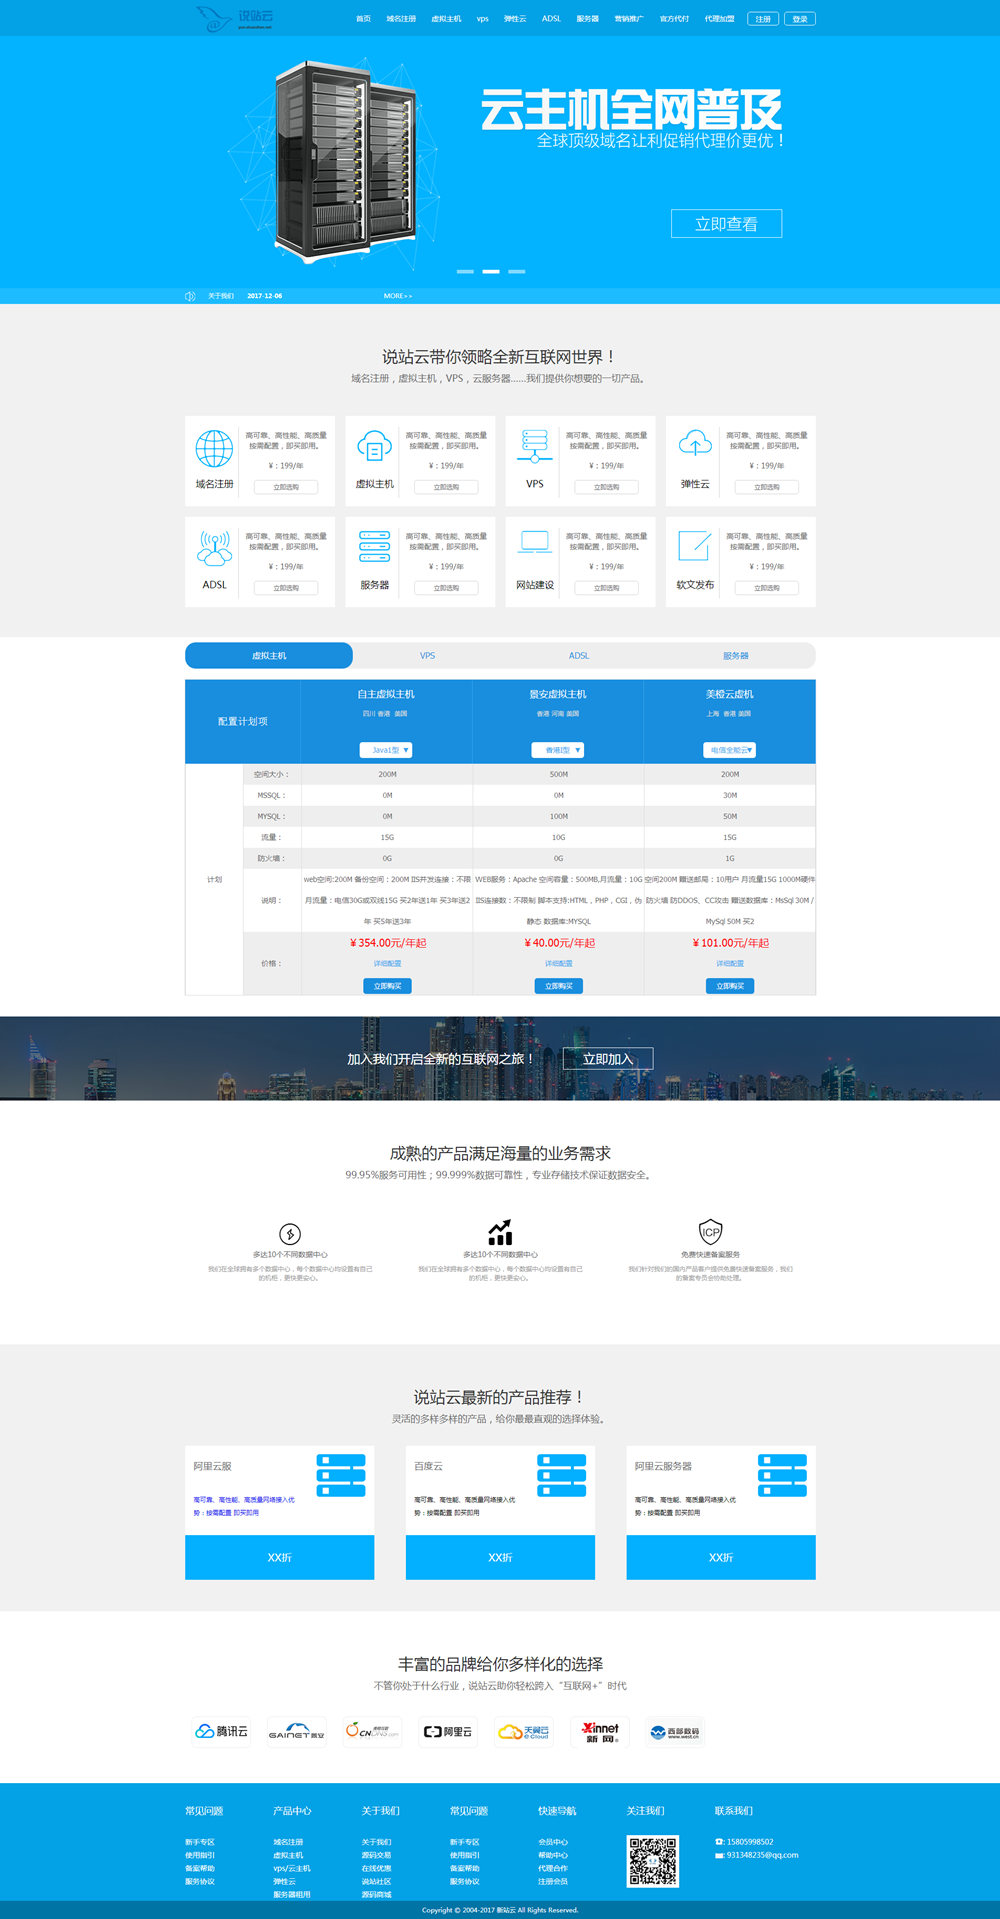 说站云
首页 域名注册 虚拟主机 vps 弹性云 ADSL 服务器 营销推广 官方代付 代理加盟 注册 登录
云主机全网普及
全球顶级域名让利促销代理价更优！
立即查看
关于我们 2017-12-06 MORE>>
说站云带你领略全新互联网世界！
域名注册，虚拟主机，VPS，云服务器......我们提供你想要的一切产品。
高可靠、高性能、高质量 高可靠、高性能、高质量 高可靠、高性能、高质量 高可靠、高性能、高质量
按需配置，即买即用。 按需配置，即买即用。 按需配置，即买即用。 按需配置，即买即用。
¥：199/年 ¥：199/年 ¥：199/年 ¥：199/年
域名注册 立即选购 虚拟主机 立即选购 VPS 立即选购 弹性云 立即选购
高可靠、高性能、高质量 高可靠、高性能、高质量 高可靠、高性能、高质量 高可靠、高性能、高质量
按需配置，即买即用。 按需配置，即买即用。 按需配置，即买即用。 按需配置，即买即用。
¥：199/年 ¥：199/年 ¥：199/年 ¥：199/年
ADSL 立即选购 服务器 立即选购 网站建设 立即选购 软文发布 立即选购
虚拟主机 VPS ADSL 服务器
配置计划项 自主虚拟主机 景安虚拟主机 美橙云虚机
四川 香港 美国 香港 河南 美国 上海 香港 美国
Java1型 ▼ 香港I型 ▼ 电信全能云▼
计划
空间大小： 200M 500M 200M
MSSQL： 0M 0M 30M
MYSQL： 0M 100M 50M
流量： 15G 10G 15G
防火墙： 0G 0G 1G
说明：
web空间:200M 备份空间：200M IIS并发连接：不限 WEB服务：Apache 空间容量：500MB,月流量：10G 空间200M 赠送邮局：10用户 月流量15G 1000M硬件
月流量：电信30G或双线15G 买2年送1年 买3年送2 IIS连接数：不限制 脚本支持:HTML，PHP，CGI，伪 防火墙 防DDOS、CC攻击 赠送数据库：MsSql 30M /
年 买5年送3年 静态 数据库:MYSQL MySql 50M 买2
价格：
￥354.00元/年起 ￥40.00元/年起 ￥101.00元/年起
详细配置 详细配置 详细配置
立即购买 立即购买 立即购买
加入我们开启全新的互联网之旅！ 立即加入
成熟的产品满足海量的业务需求
99.95%服务可用性；99.999%数据可靠性，专业存储技术保证数据安全。
ICP
多达10个不同数据中心 多达10个不同数据中心 免费快速备案服务
我们在全球拥有多个数据中心，每个数据中心均设置有自己 我们在全球拥有多个数据中心，每个数据中心均设置有自己 我们针对我们的国内产品客户提供免费快速备案服务，我们
的机柜，更快更安心。 的机柜，更快更安心。 的备案专员会协助处理。
说站云最新的产品推荐！
灵活的多样多样的产品，给你最最直观的选择体验。
阿里云服 百度云 阿里云服务器
高可靠、高性能、高质量网络接入优 高可靠、高性能、高质量网络接入优 高可靠、高性能、高质量网络接入优
势：按需配置 即买即用 势：按需配置 即买即用 势：按需配置 即买即用
XX折 XX折 XX折
丰富的品牌给你多样化的选择
不管你处于什么行业，说站云助你轻松跨入“互联网+”时代
腾讯云 GAINET 景安 阿里云 天翼云 e Cloud Xinnet 新网 西部数码 www.west.cn
常见问题 产品中心 关于我们 常见问题 快速导航 关注我们 联系我们
新手专区 域名注册 关于我们 新手专区 会员中心 ☎: 15805998502
使用指引 虚拟主机 源码交易 使用指引 帮助中心 931348235@qq.com
备案帮助 vps/云主机 在线优惠 备案帮助 代理合作
服务协议 弹性云 说站社区 服务协议 注册会员
服务器租用 源码商城
Copyright © 2004-2017 新站云 All Rights Reserved.